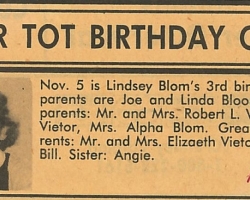 R TOT BIRTHDAY C
Nov. 5 is Lindsey Blom's 3rd bir
parents are Joe and Linda Bloo
parents: Mr. and Mrs. Robert L. V
Vietor, Mrs. Alpha Blom. Grea
rents: Mr. and Mrs. Elizaeth Vieto
Bill. Sister: Angie.